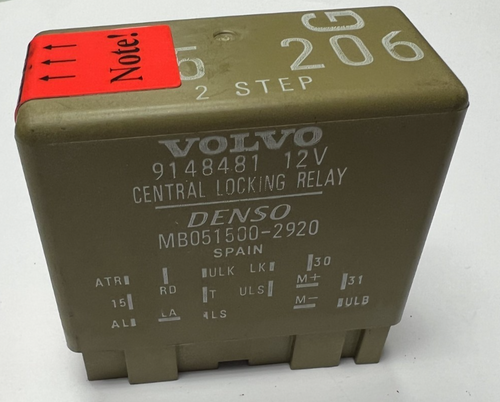 Note!
G
206
2 STEP
VOLVO
9148481 12V
CENTRAL LOCKING RELAY
DENSO
MB051500-2920
SPAIN
ATR RD ULK LK 30
15 T ULS M+ 31
AL LA LS M- ULB